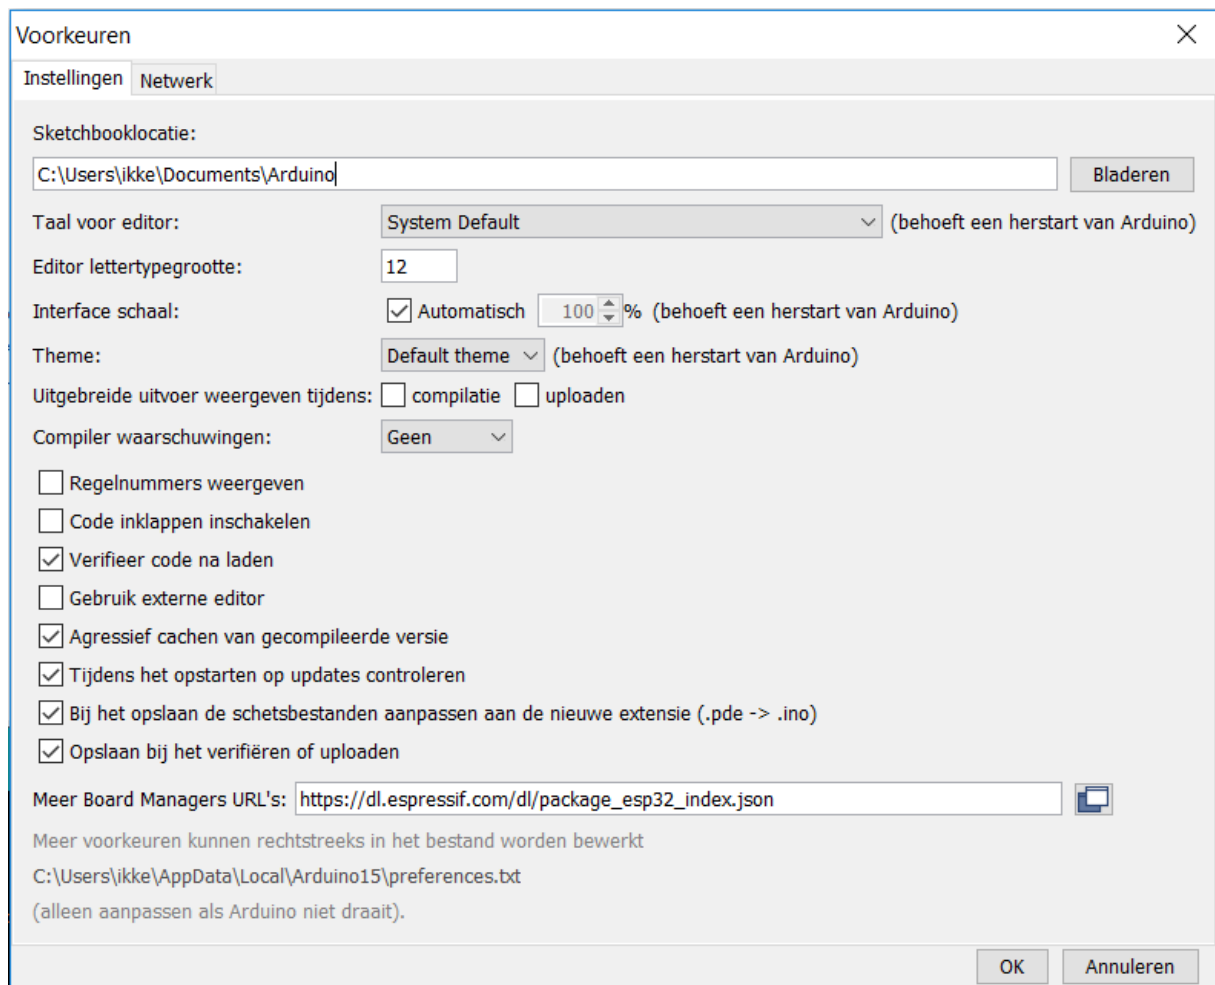 Voorkeuren
Instellingen Netwerk
Sketchbooklocatie:
C:\Users\ikke\Documents\Arduino Bladeren
Taal voor editor: System Default (behoeft een herstart van Arduino)
Editor lettertypegrootte: 12
Interface schaal: Automatisch 100 % (behoeft een herstart van Arduino)
Theme: Default theme (behoeft een herstart van Arduino)
Uitgebreide uitvoer weergeven tijdens: compilatie uploaden
Compiler waarschuwingen: Geen
Regelnummers weergeven
Code inklappen inschakelen
Verifieer code na laden
Gebruik externe editor
Agressief cachen van gecompileerde versie
Tijdens het opstarten op updates controleren
Bij het opslaan de schetsbestanden aanpassen aan de nieuwe extensie (.pde -> .ino)
Opslaan bij het verifiëren of uploaden
Meer Board Managers URL's: https://dl.espressif.com/dl/package_esp32_index.json
Meer voorkeuren kunnen rechtstreeks in het bestand worden bewerkt
C:\Users\ikke\AppData\Local\Arduino15\preferences.txt
(alleen aanpassen als Arduino niet draait).
OK Annuleren